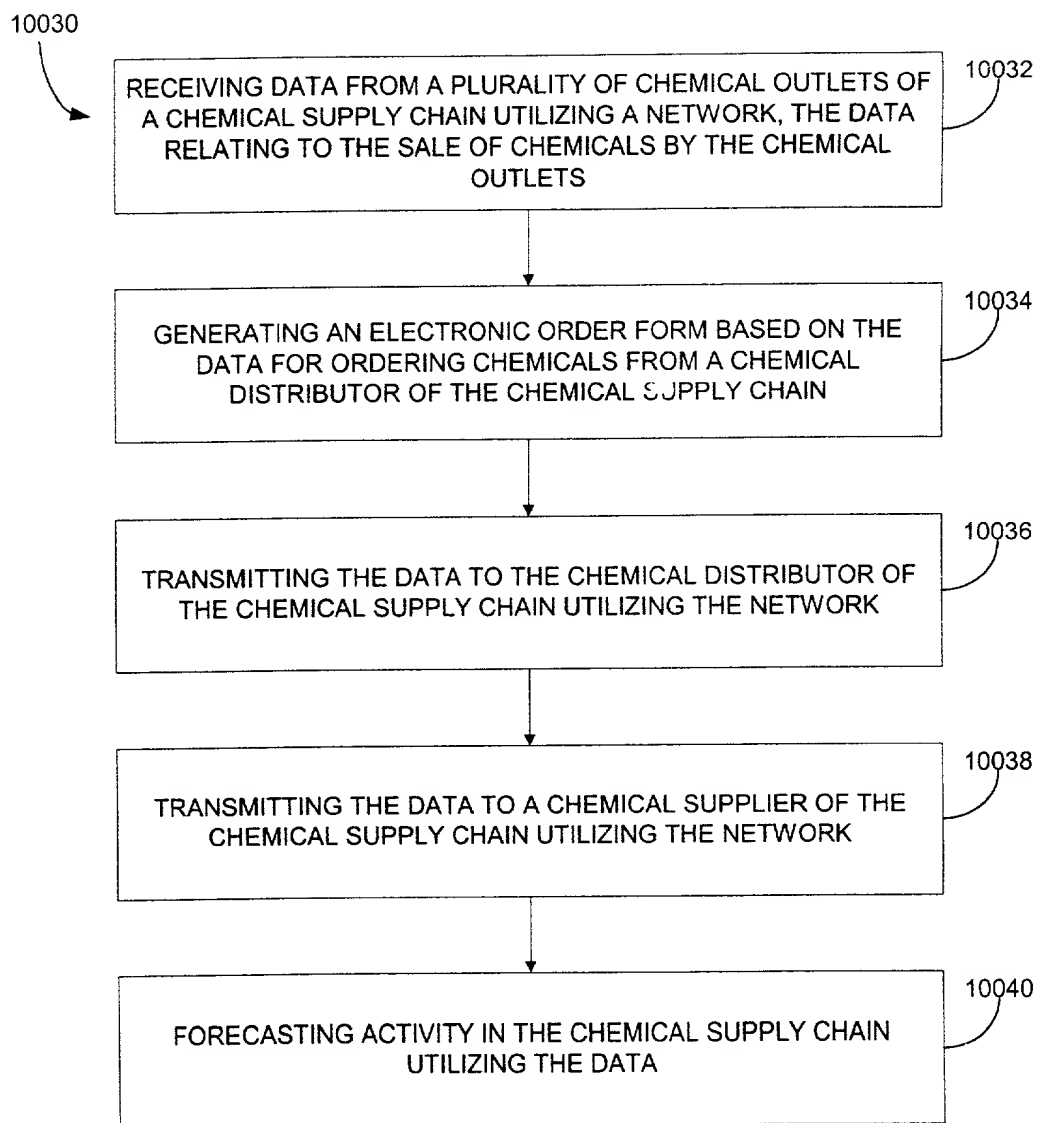 10030
RECEIVING DATA FROM A PLURALITY OF CHEMICAL OUTLETS OF
A CHEMICAL SUPPLY CHAIN UTILIZING A NETWORK, THE DATA
RELATING TO THE SALE OF CHEMICALS BY THE CHEMICAL
OUTLETS
10032
GENERATING AN ELECTRONIC ORDER FORM BASED ON THE
DATA FOR ORDERING CHEMICALS FROM A CHEMICAL
DISTRIBUTOR OF THE CHEMICAL SUPPLY CHAIN
10034
TRANSMITTING THE DATA TO THE CHEMICAL DISTRIBUTOR OF
THE CHEMICAL SUPPLY CHAIN UTILIZING THE NETWORK
10036
TRANSMITTING THE DATA TO A CHEMICAL SUPPLIER OF THE
CHEMICAL SUPPLY CHAIN UTILIZING THE NETWORK
10038
FORECASTING ACTIVITY IN THE CHEMICAL SUPPLY CHAIN
UTILIZING THE DATA
10040